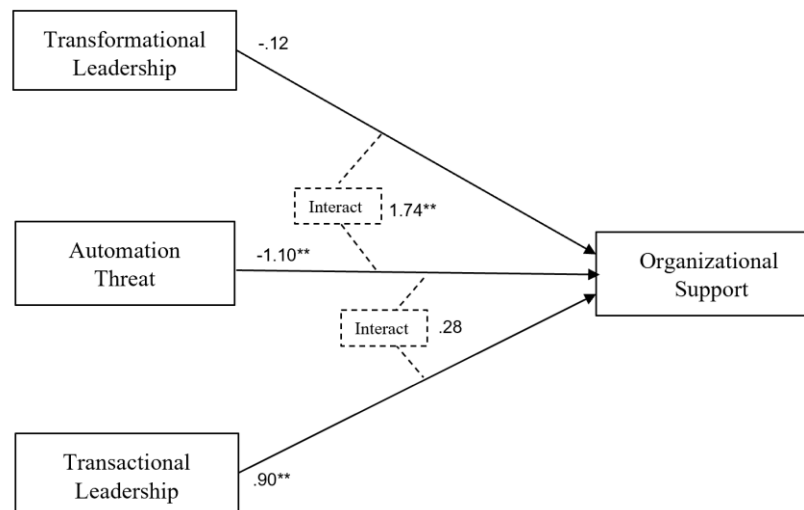 Transformational
Leadership
-.12
Interact
1.74**
Automation
Threat
-1.10**
Organizational
Support
Interact
.28
Transactional
Leadership
.90**